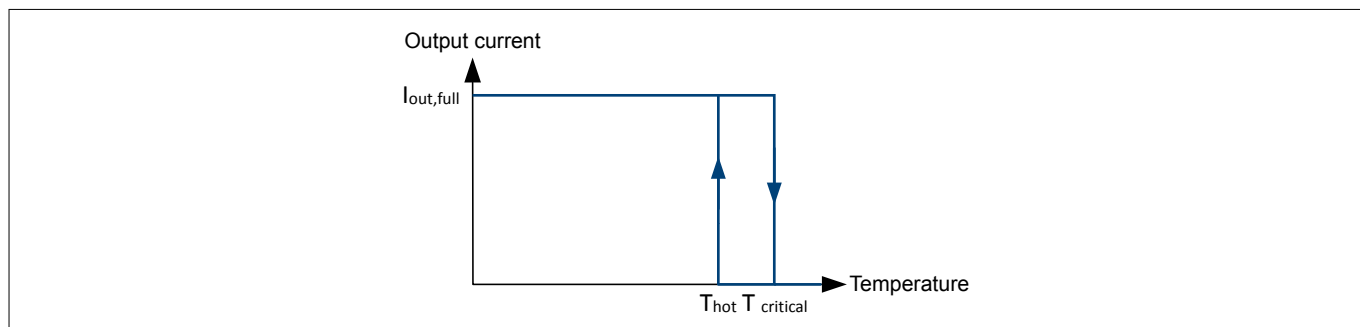 Output current
Iout,full
Temperature
Thot T critical